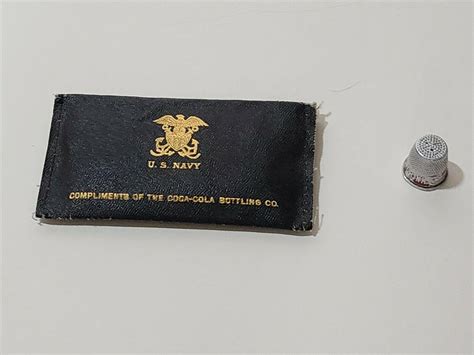 U.S. NAVY
COMPLIMENTS OF THE COCA-COLA BOTTLING CO.